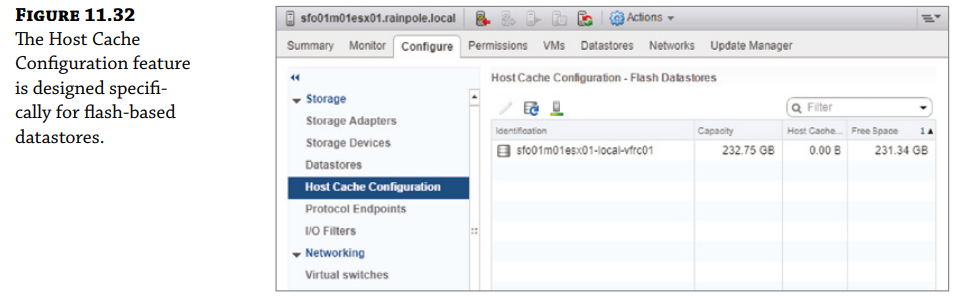 FIGURE 11.32
The Host Cache
Configuration feature
is designed specifi-
cally for flash-based
datastores.
sfo01m01esx01.rainpole.local
Actions
Summary Monitor Configure Permissions VMs Datastores Networks Update Manager
Storage
Storage Adapters
Storage Devices
Datastores
Host Cache Configuration
Protocol Endpoints
I/O Filters
Networking
Virtual switches
Host Cache Configuration - Flash Datastores
Filter
Identification Capacity Host Cache... Free Space 1
sfo01m01esx01-local-vfrc01 232.75 GB 0.00 B 231.34 GB